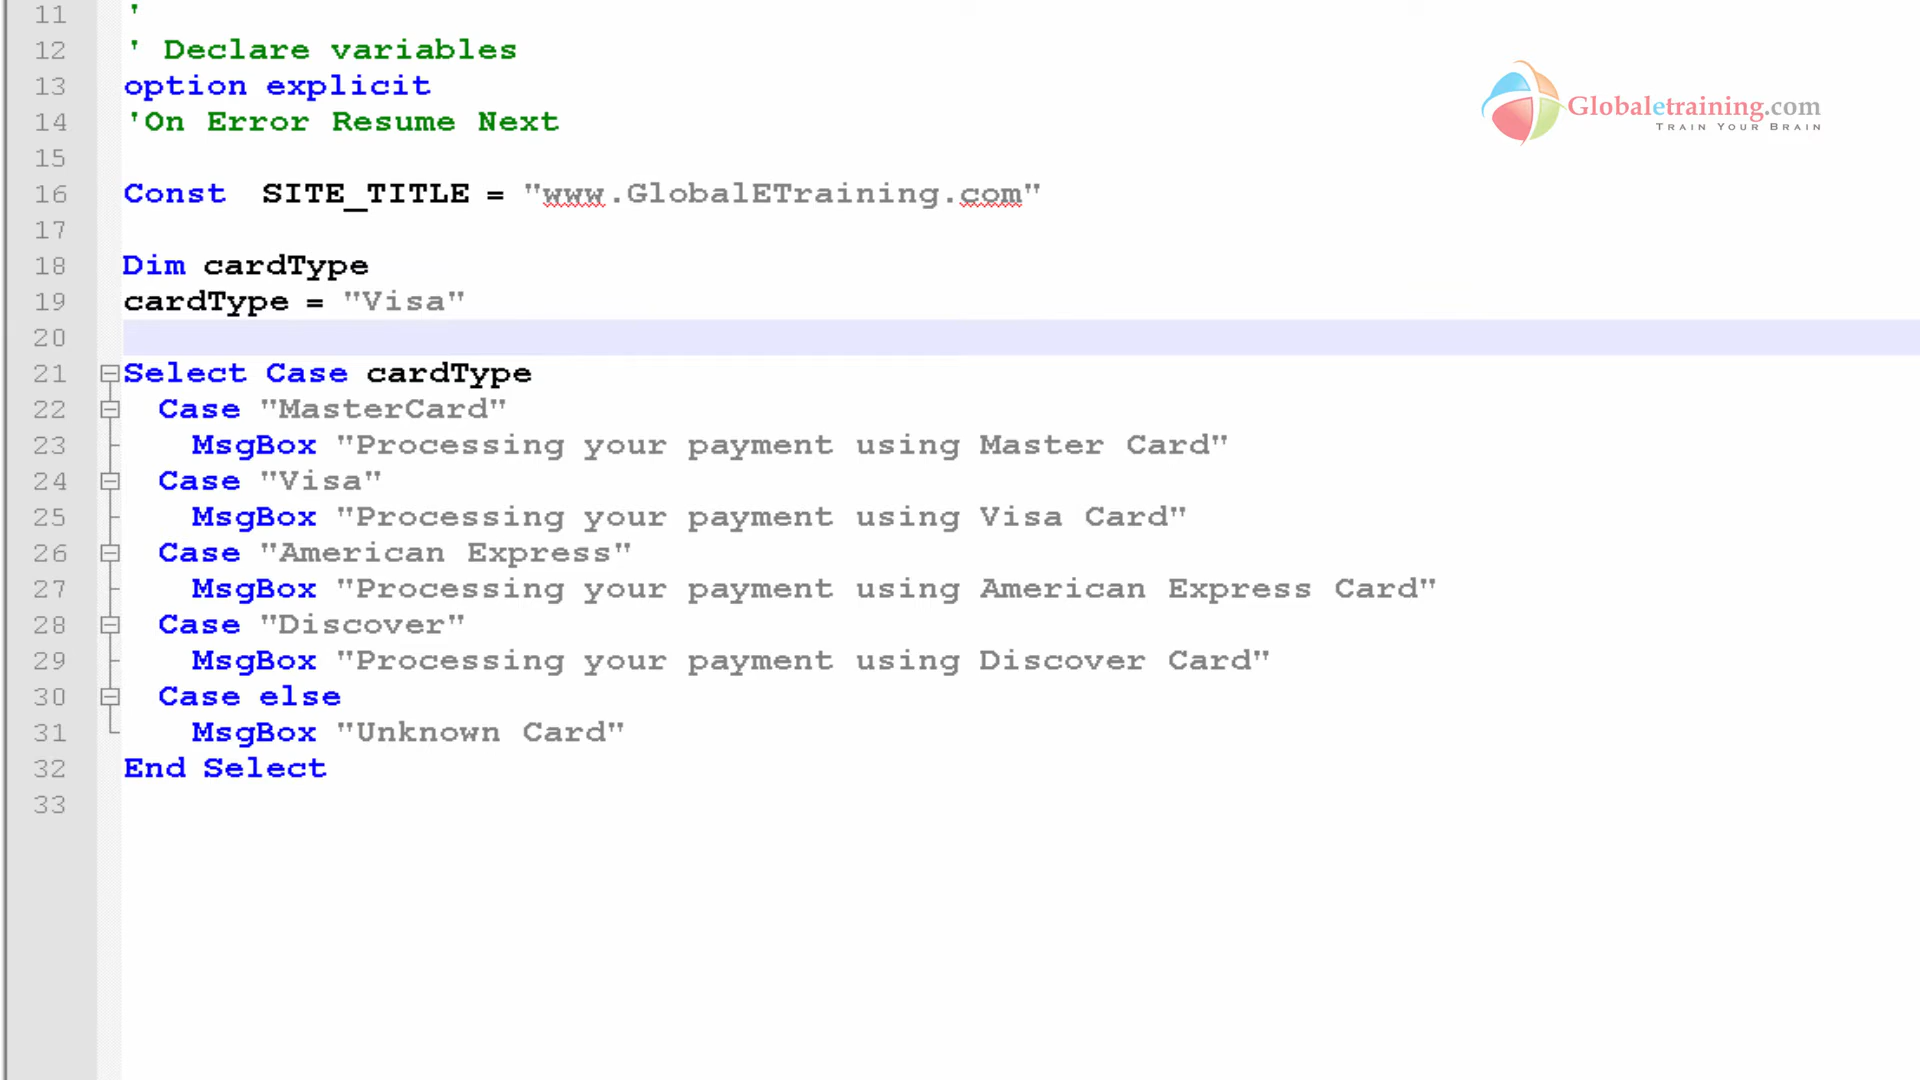 11 '
12 ' Declare variables
13 option explicit
14 'On Error Resume Next
15
16 Const  SITE_TITLE = "www.GlobalETraining.com"
17
18 Dim cardType
19 cardType = "Visa"
20
21 Select Case cardType
22   Case "MasterCard"
23     MsgBox "Processing your payment using Master Card"
24   Case "Visa"
25     MsgBox "Processing your payment using Visa Card"
26   Case "American Express"
27     MsgBox "Processing your payment using American Express Card"
28   Case "Discover"
29     MsgBox "Processing your payment using Discover Card"
30   Case else
31     MsgBox "Unknown Card"
32 End Select
33
Globaletraining.com
TRAIN YOUR BRAIN